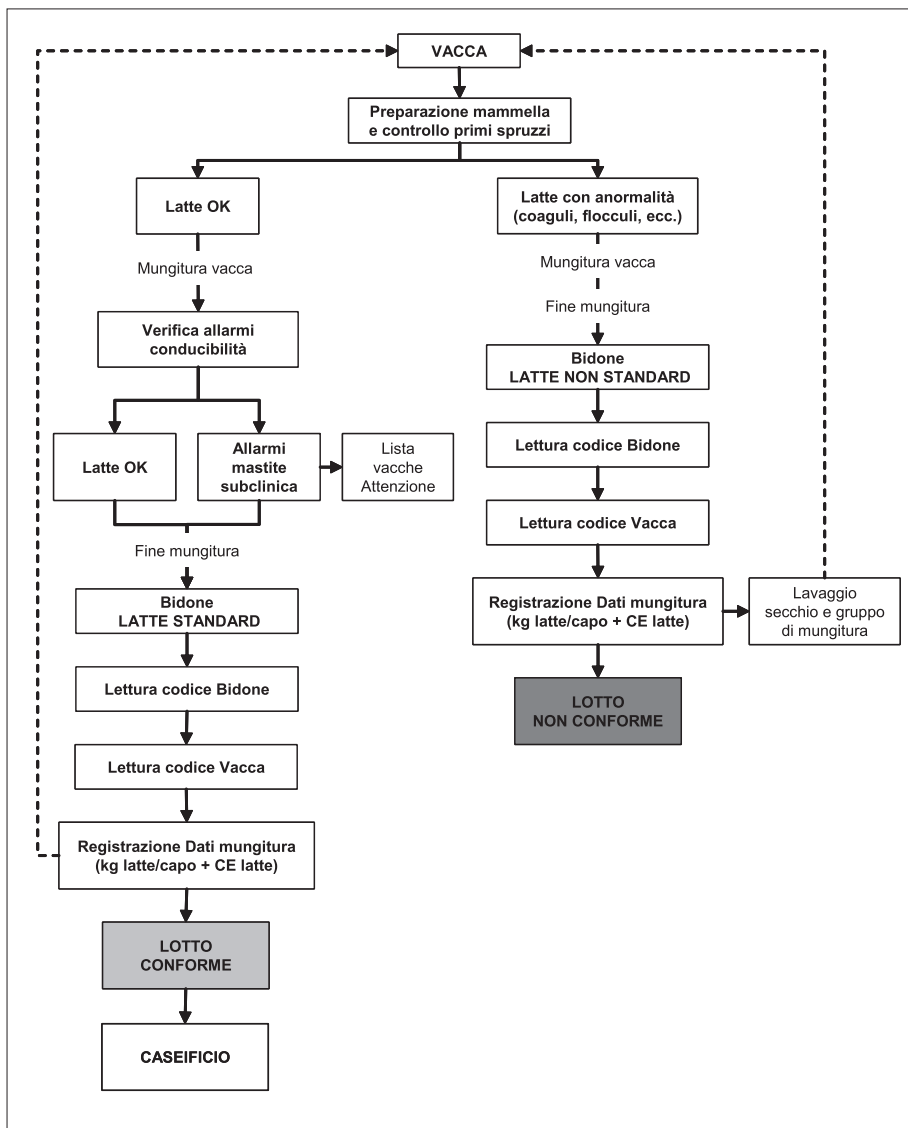 VACCA
Preparazione mammella
e controllo primi spruzzi
Latte OK
Latte con anormalità
(coaguli, flocculi, ecc.)
Mungitura vacca
Mungitura vacca
Fine mungitura
Verifica allarmi
conducibilità
Bidone
LATTE NON STANDARD
Latte OK
Allarmi
mastite
subclinica
Lista
vacche
Attenzione
Lettura codice Bidone
Lettura codice Vacca
Fine mungitura
Bidone
LATTE STANDARD
Registrazione Dati mungitura
(kg latte/capo + CE latte)
Lavaggio
secchio e gruppo
di mungitura
Lettura codice Bidone
LOTTO
NON CONFORME
Lettura codice Vacca
Registrazione Dati mungitura
(kg latte/capo + CE latte)
LOTTO
CONFORME
CASEIFICIO